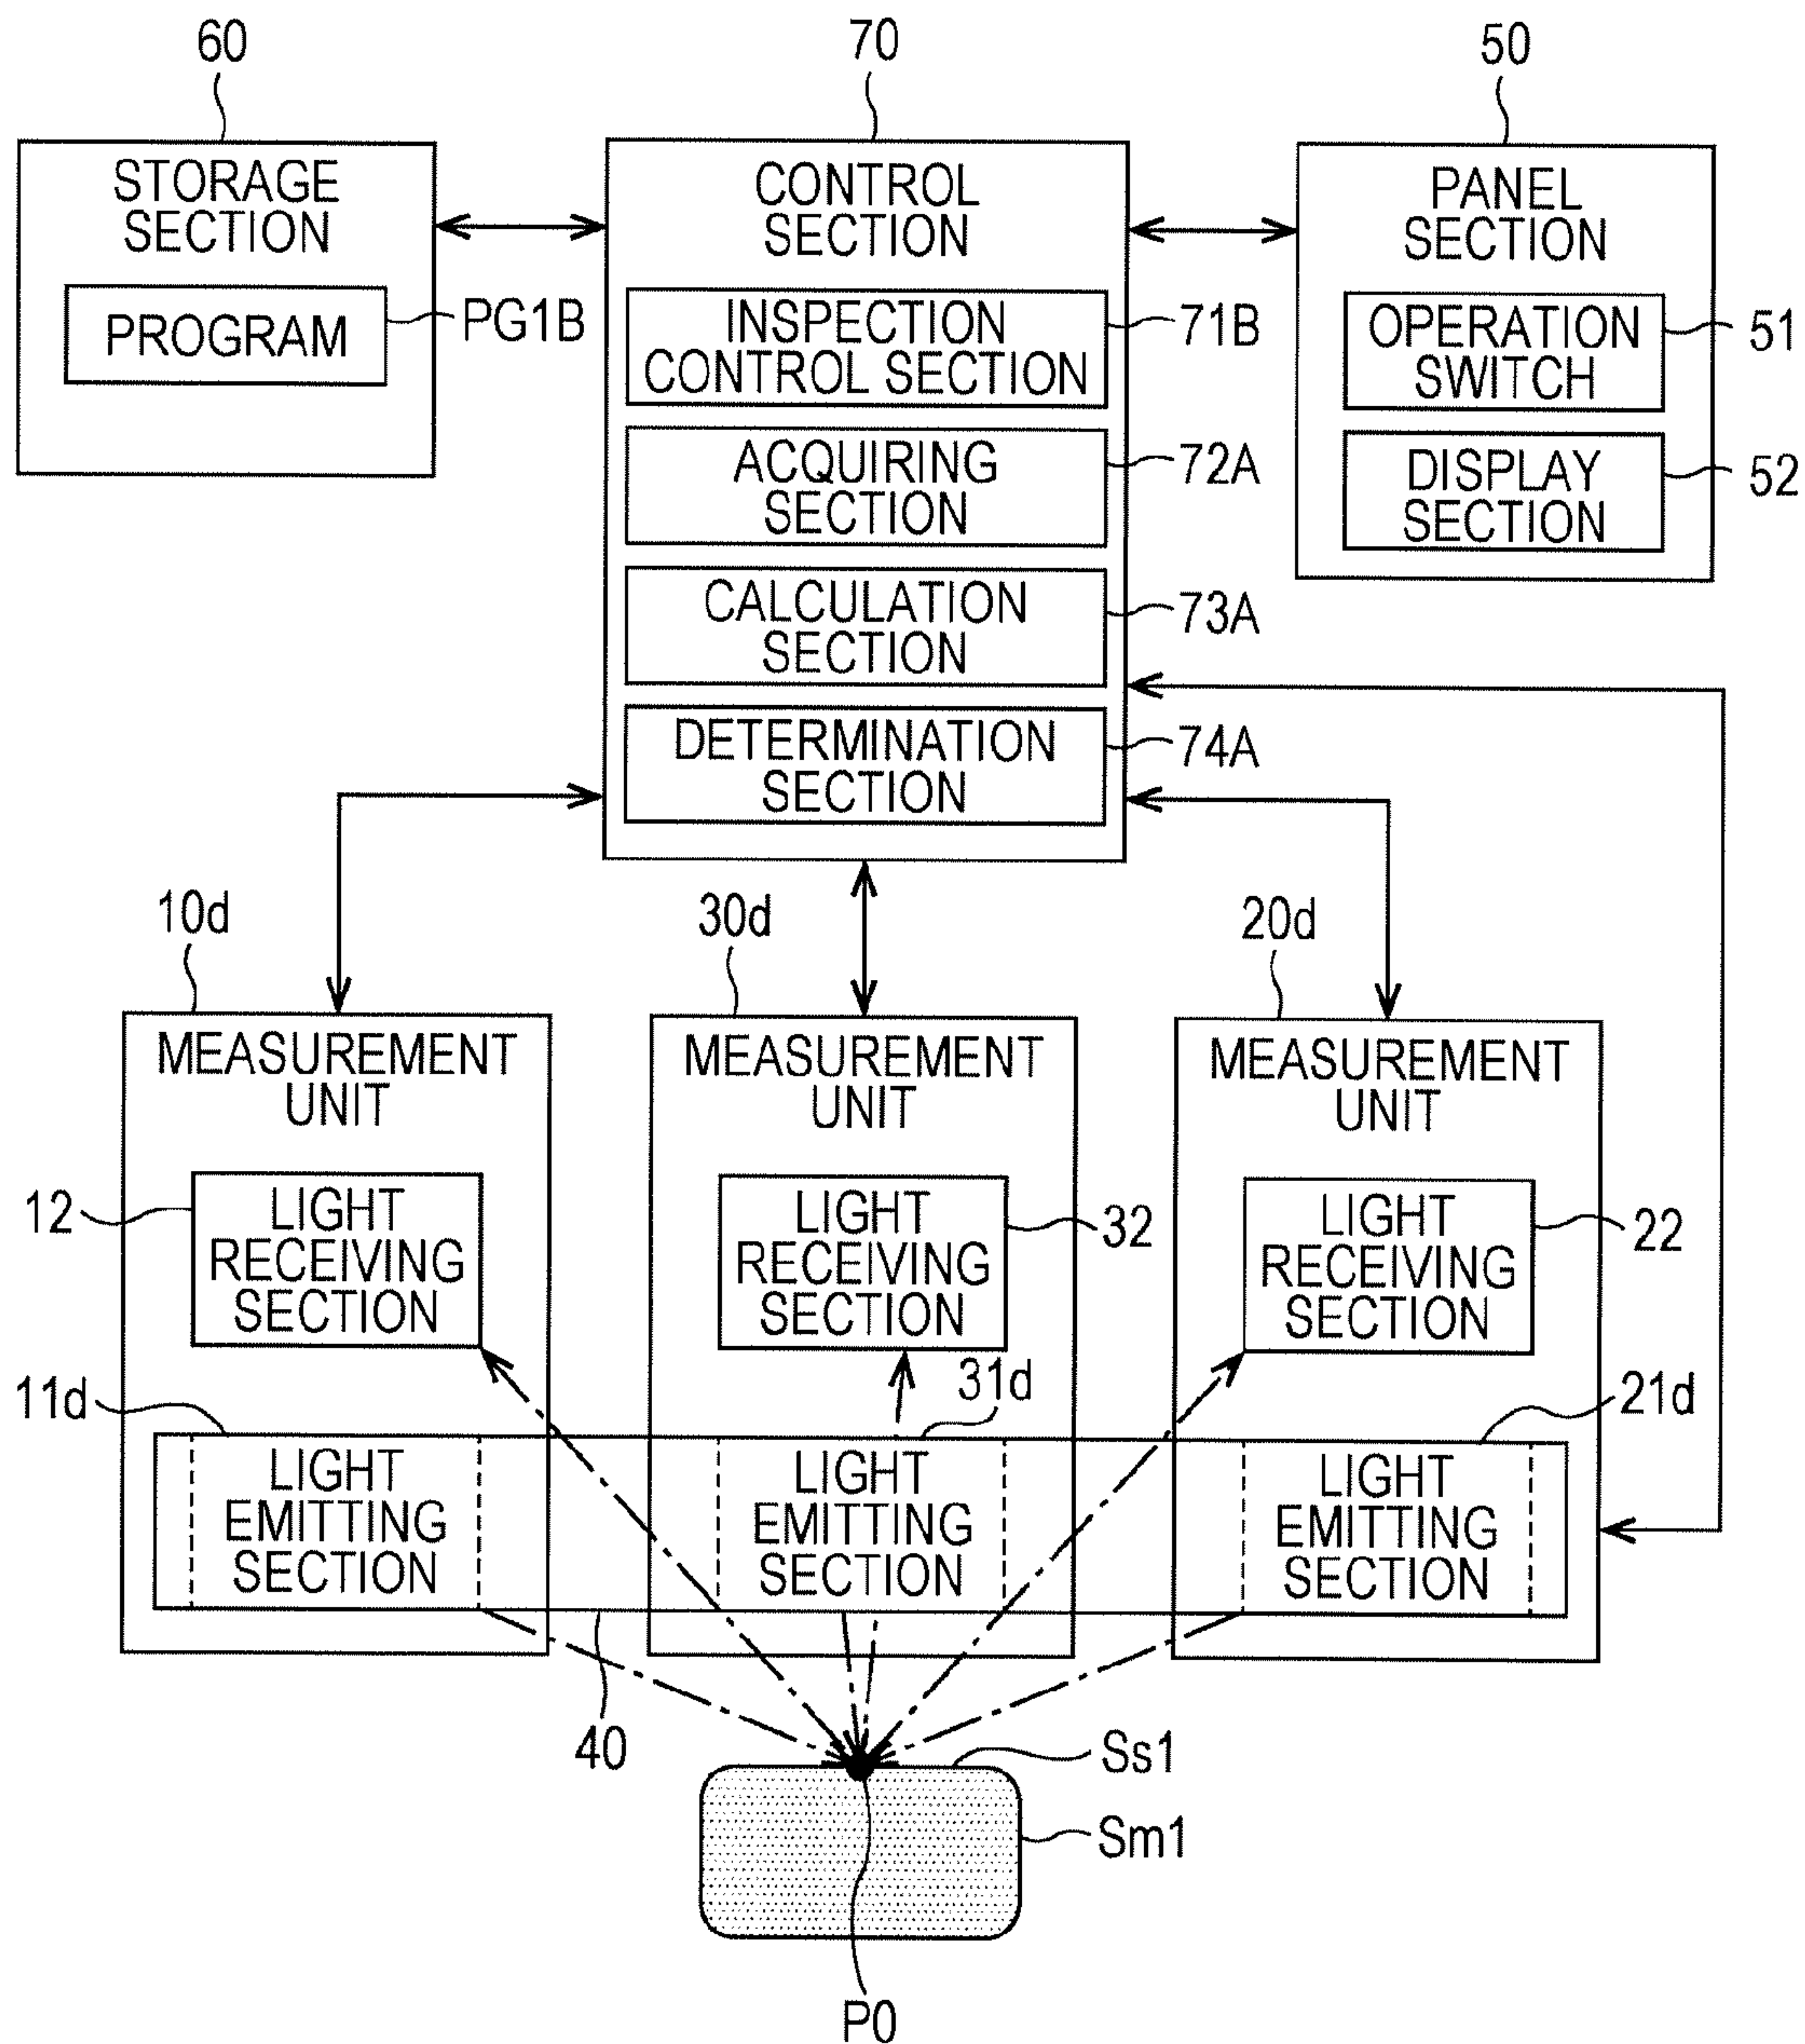 60
70
50
STORAGE
SECTION
PROGRAM
PG1B
CONTROL
SECTION
INSPECTION
CONTROL SECTION
71B
ACQUIRING
SECTION
72A
CALCULATION
SECTION
73A
DETERMINATION
SECTION
74A
PANEL
SECTION
OPERATION
SWITCH
51
DISPLAY
SECTION
52
10d
30d
20d
MEASUREMENT
UNIT
12
LIGHT
RECEIVING
SECTION
11d
LIGHT
EMITTING
SECTION
MEASUREMENT
UNIT
LIGHT
RECEIVING
SECTION
32
31d
LIGHT
EMITTING
SECTION
MEASUREMENT
UNIT
LIGHT
RECEIVING
SECTION
22
21d
LIGHT
EMITTING
SECTION
40
Ss1
Sm1
P0